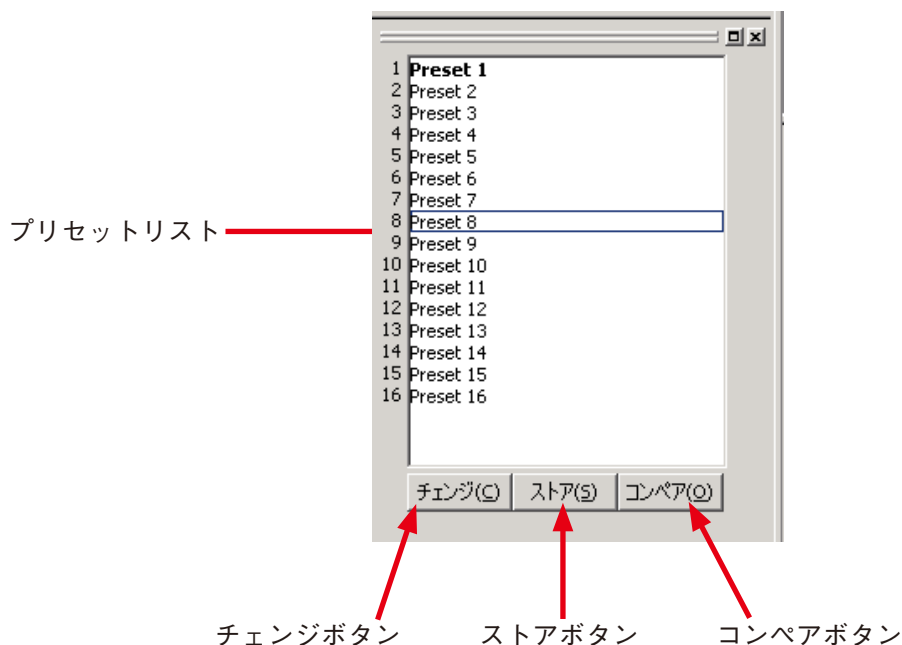 1 Preset 1
2 Preset 2
3 Preset 3
4 Preset 4
5 Preset 5
6 Preset 6
7 Preset 7
プリセットリスト
8 Preset 8
9 Preset 9
10 Preset 10
11 Preset 11
12 Preset 12
13 Preset 13
14 Preset 14
15 Preset 15
16 Preset 16
チェンジ(C) ストア(S) コンペア(O)
チェンジボタン ストアボタン コンペアボタン